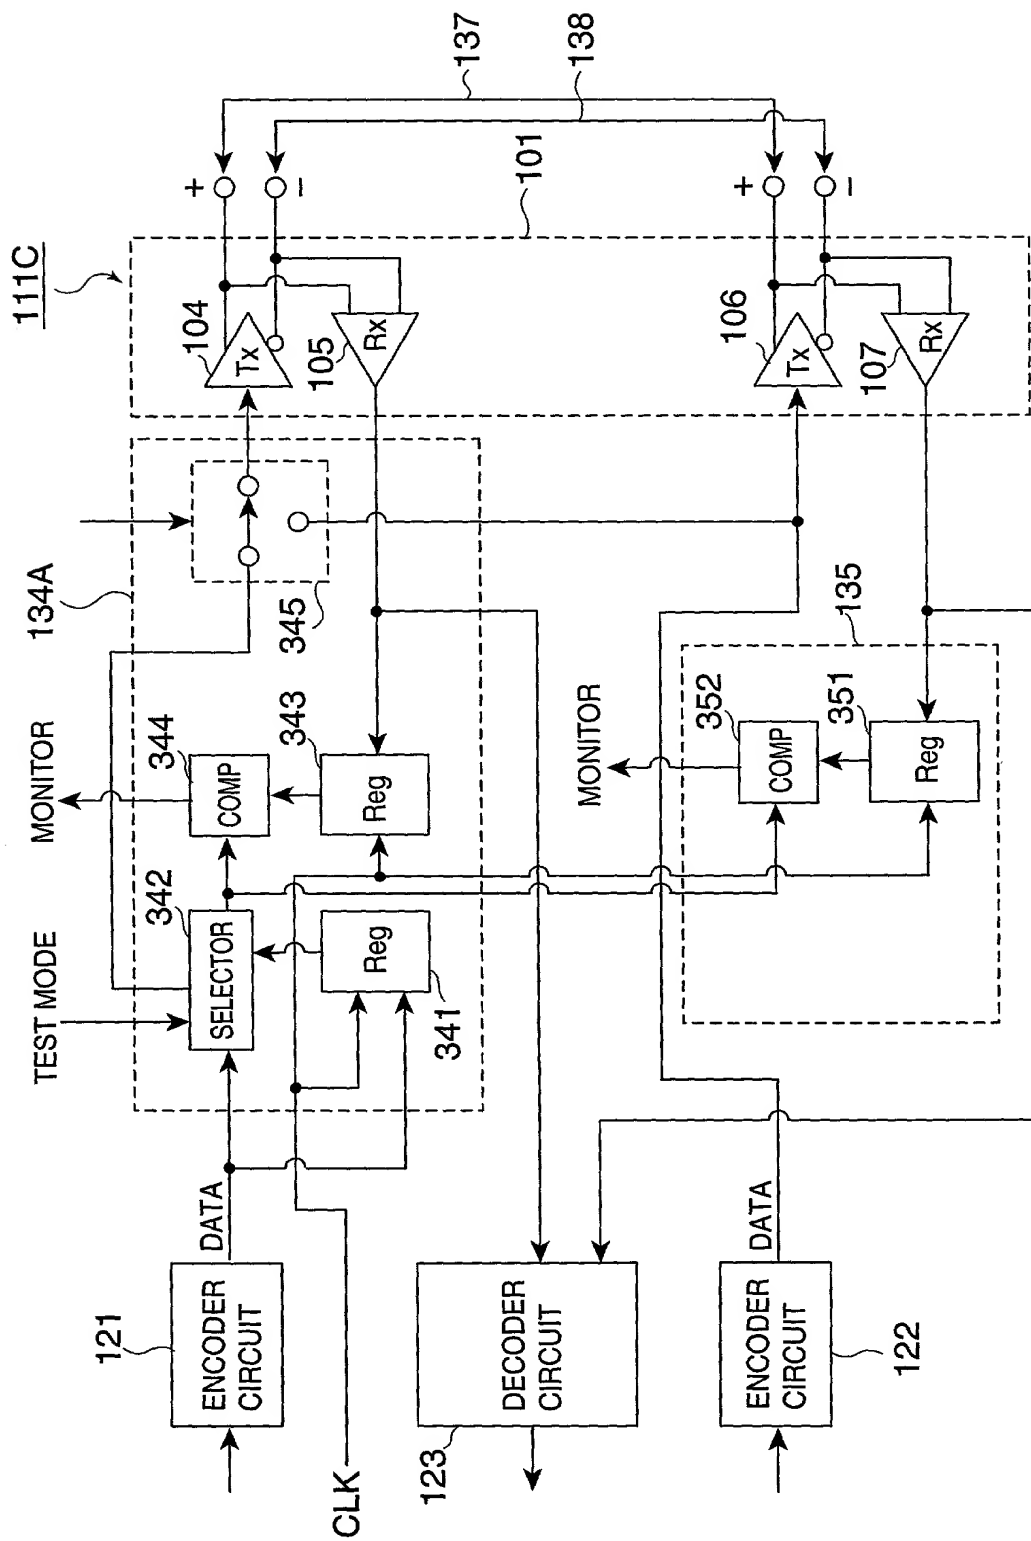 111C
134A
TEST MODE
MONITOR
104
Tx
+
−
137
138
101
121
ENCODER
CIRCUIT
DATA
342
SELECTOR
344
COMP
343
Reg
345
105
Rx
341
Reg
CLK
123
DECODER
CIRCUIT
MONITOR
352
COMP
351
Reg
135
106
Tx
+
−
107
Rx
122
ENCODER
CIRCUIT
DATA